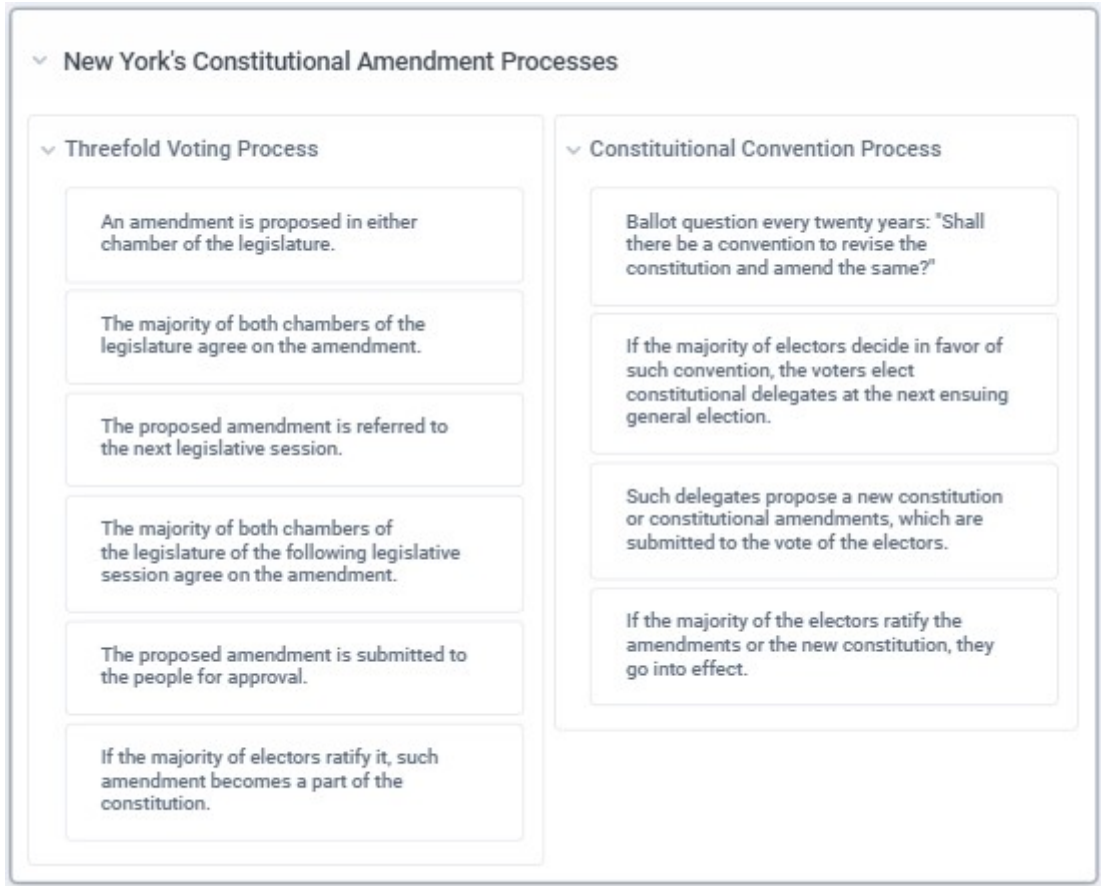 New York's Constitutional Amendment Processes
Threefold Voting Process
An amendment is proposed in either
chamber of the legislature.
The majority of both chambers of the
legislature agree on the amendment.
The proposed amendment is referred to
the next legislative session.
The majority of both chambers of
the legislature of the following legislative
session agree on the amendment.
The proposed amendment is submitted to
the people for approval.
If the majority of electors ratify it, such
amendment becomes a part of the
constitution.
Constituitional Convention Process
Ballot question every twenty years: "Shall
there be a convention to revise the
constitution and amend the same?"
If the majority of electors decide in favor of
such convention, the voters elect
constitutional delegates at the next ensuing
general election.
Such delegates propose a new constitution
or constitutional amendments, which are
submitted to the vote of the electors.
If the majority of the electors ratify the
amendments or the new constitution, they
go into effect.